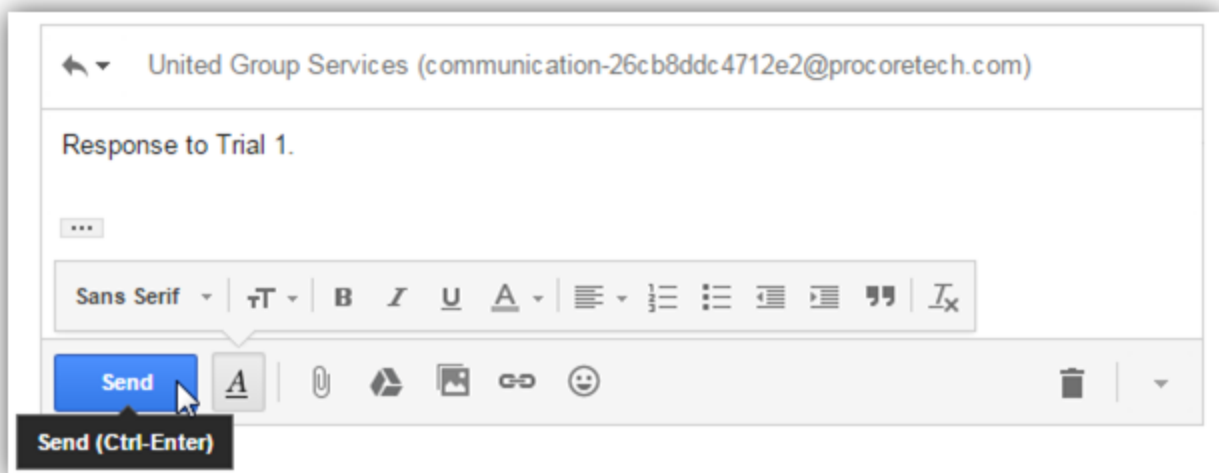 United Group Services (communication-26cb8ddc4712e2@procoretech.com)
Response to Trial 1.
Sans Serif
Send
Send (Ctrl-Enter)